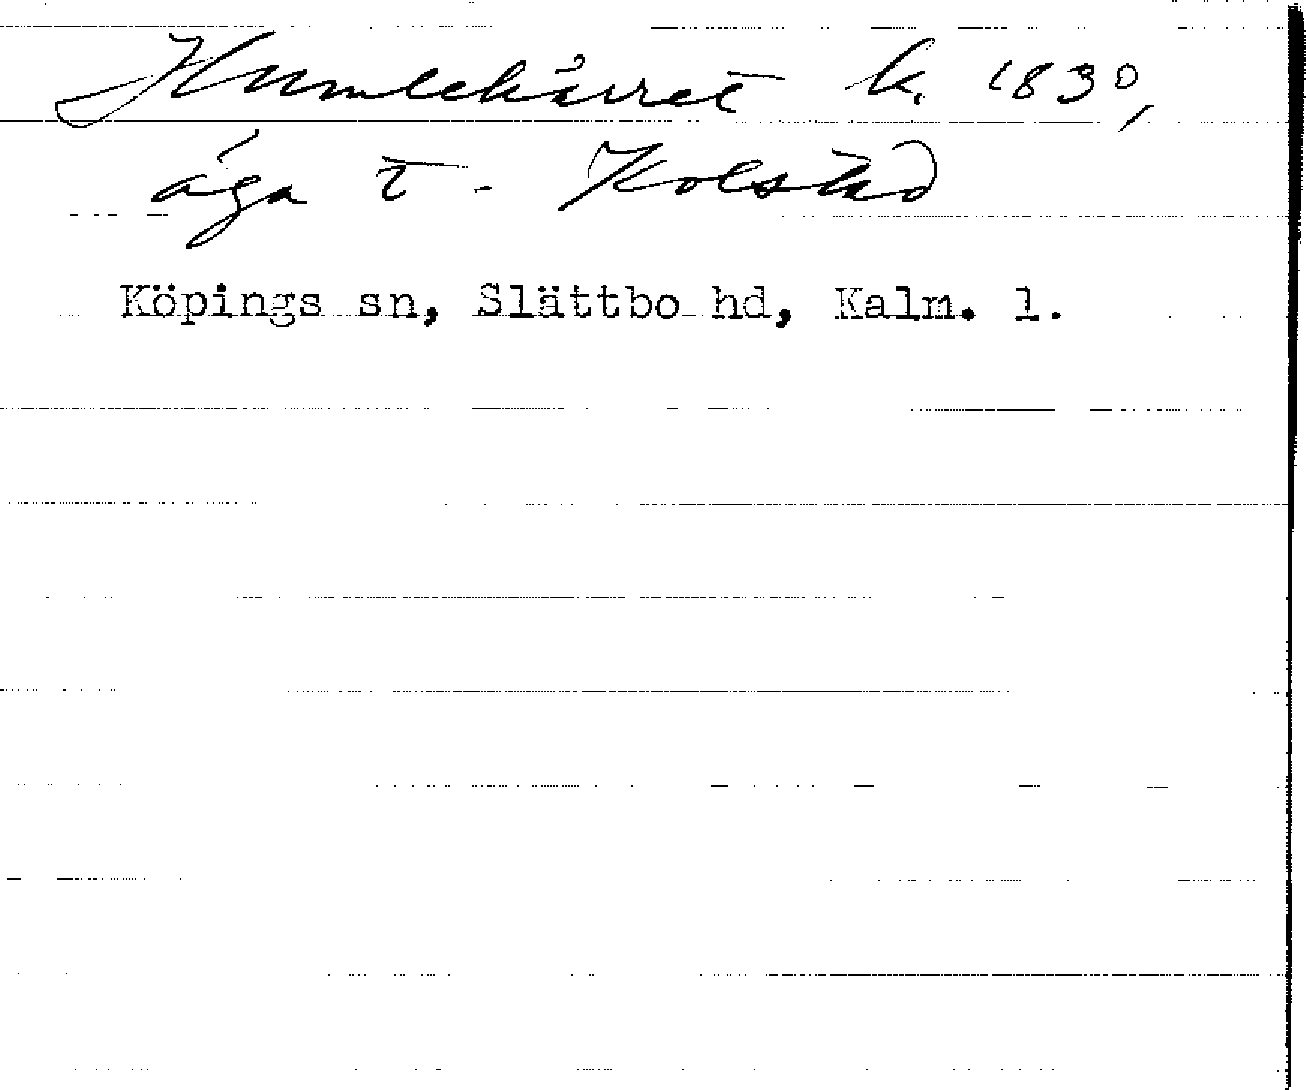 Humlekärret k. 1830,
äga t. Kolstad
Köpings sn, Slättbo hd, Kalm. l.